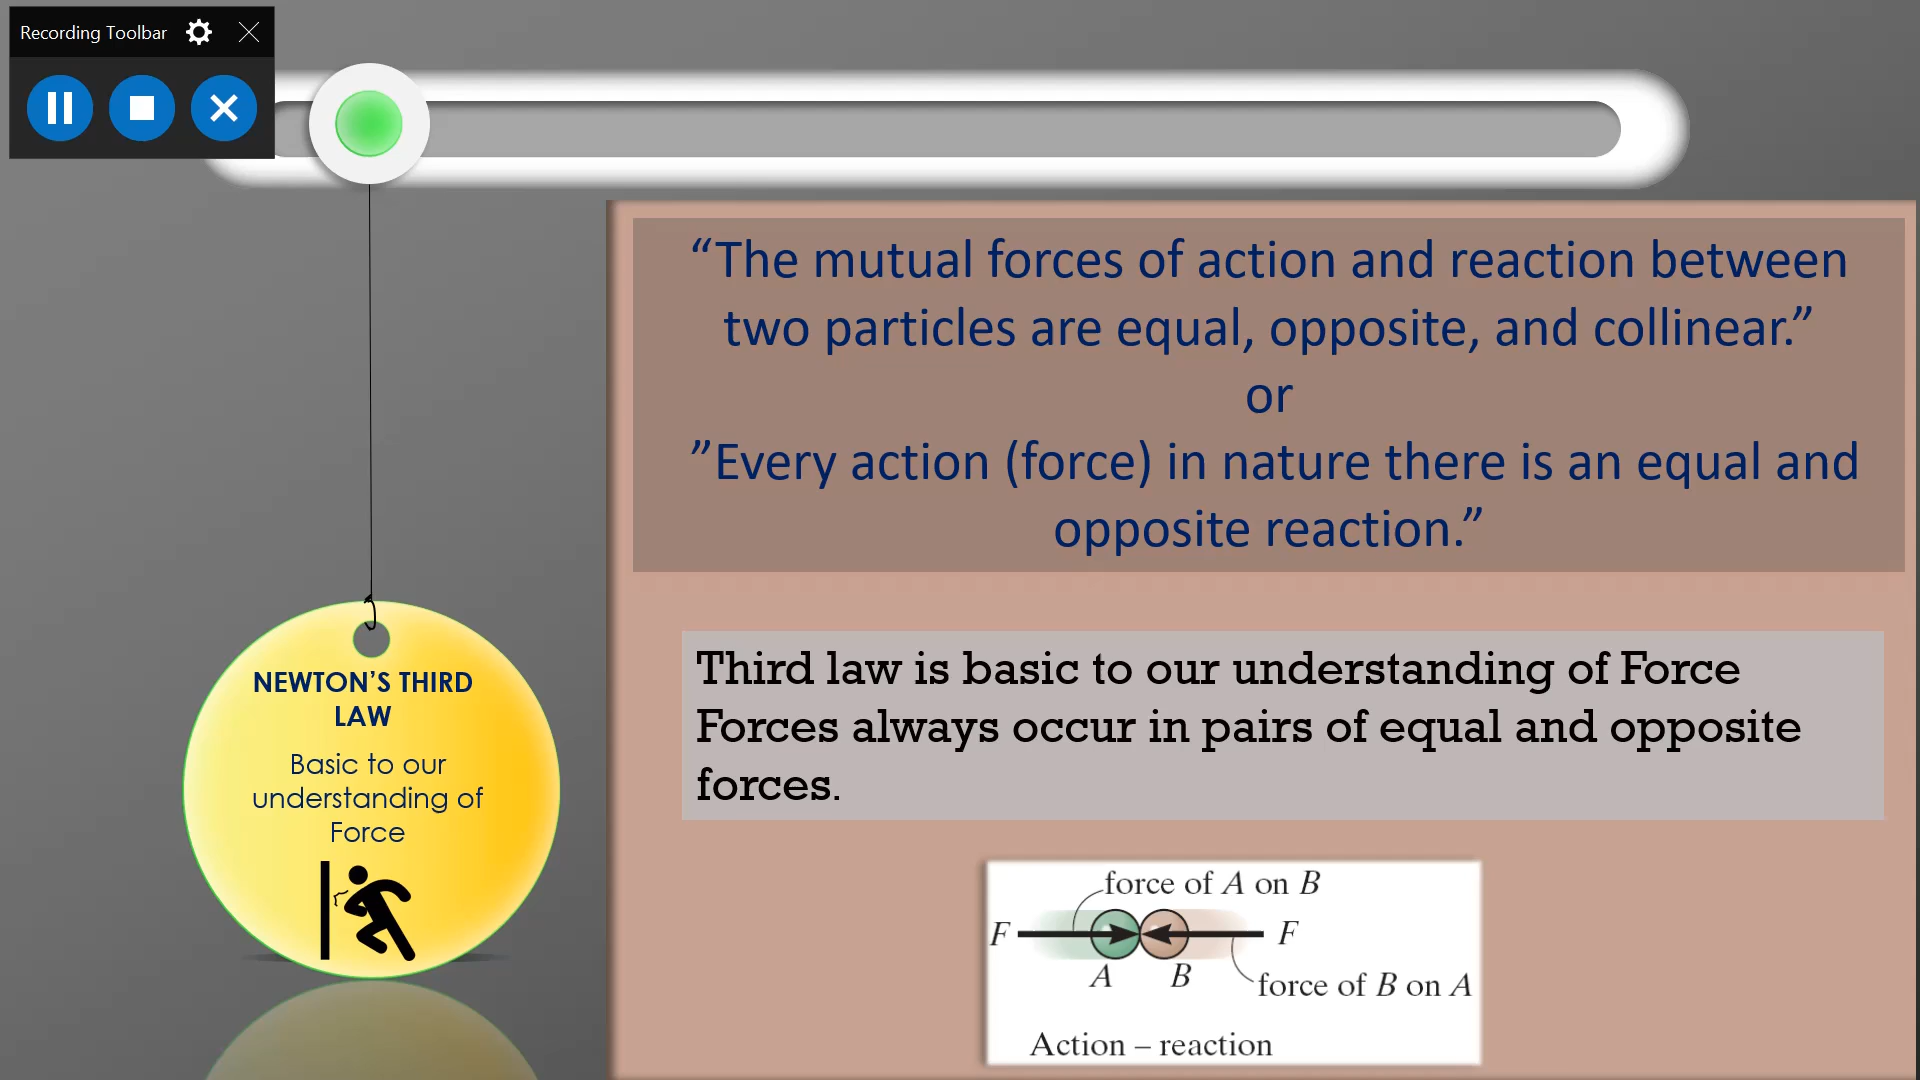 Recording Toolbar
“The mutual forces of action and reaction between
two particles are equal, opposite, and collinear.”
or
”Every action (force) in nature there is an equal and
opposite reaction.”
NEWTON’S THIRD
LAW
Basic to our
understanding of
Force
Third law is basic to our understanding of Force
Forces always occur in pairs of equal and opposite
forces.
force of A on B
F F
A B
force of B on A
Action – reaction